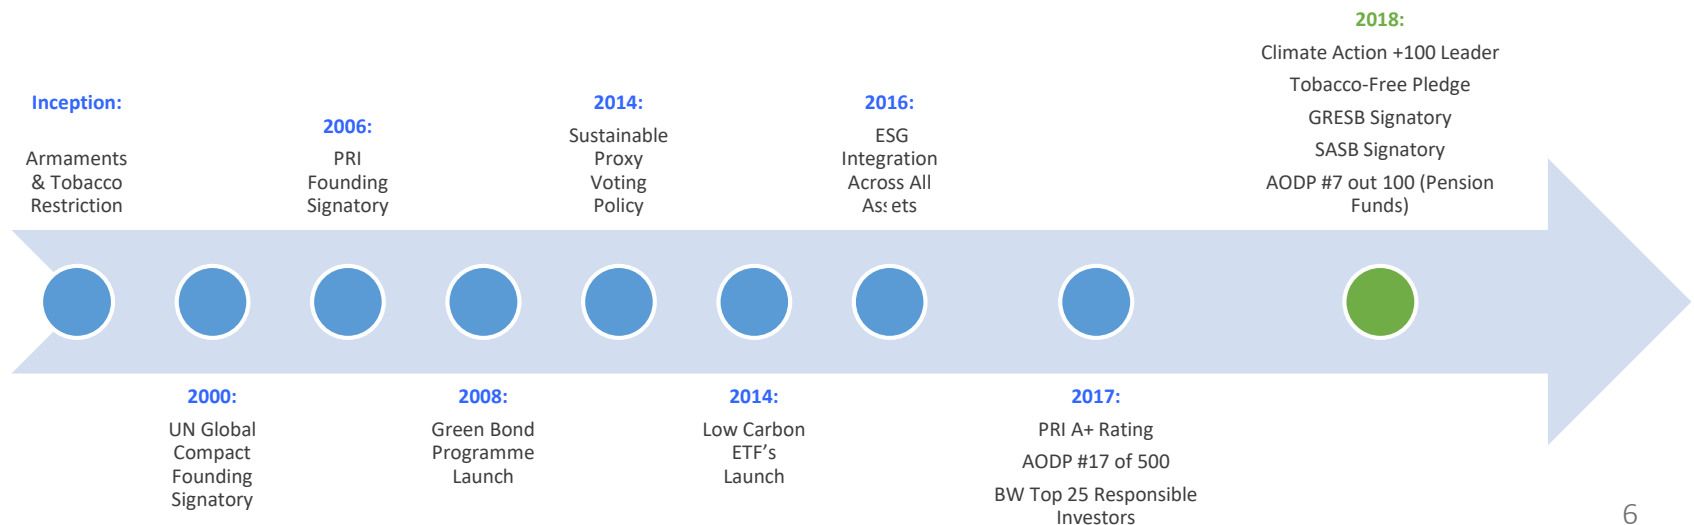 Inception:
Armaments
& Tobacco
Restriction
2000:
UN Global
Compact
Founding
Signatory
2006:
PRI
Founding
Signatory
2008:
Green Bond
Programme
Launch
2014:
Sustainable
Proxy
Voting
Policy
2014:
Low Carbon
ETF's
Launch
2016:
ESG
Integration
Across All
Assets
2017:
PRI A+ Rating
AODP #17 of 500
BW Top 25 Responsible
Investors
2018:
Climate Action +100 Leader
Tobacco-Free Pledge
GRESB Signatory
SASB Signatory
AODP #7 out 100 (Pension
Funds)
6